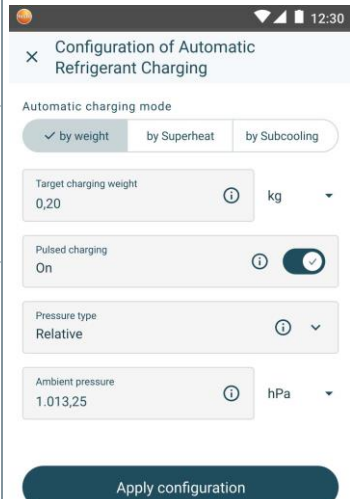 12:30
Configuration of Automatic
Refrigerant Charging
Automatic charging mode
by weight
by Superheat
by Subcooling
Target charging weight
0,20
kg
Pulsed charging
On
Pressure type
Relative
Ambient pressure
1.013,25
hPa
Apply configuration